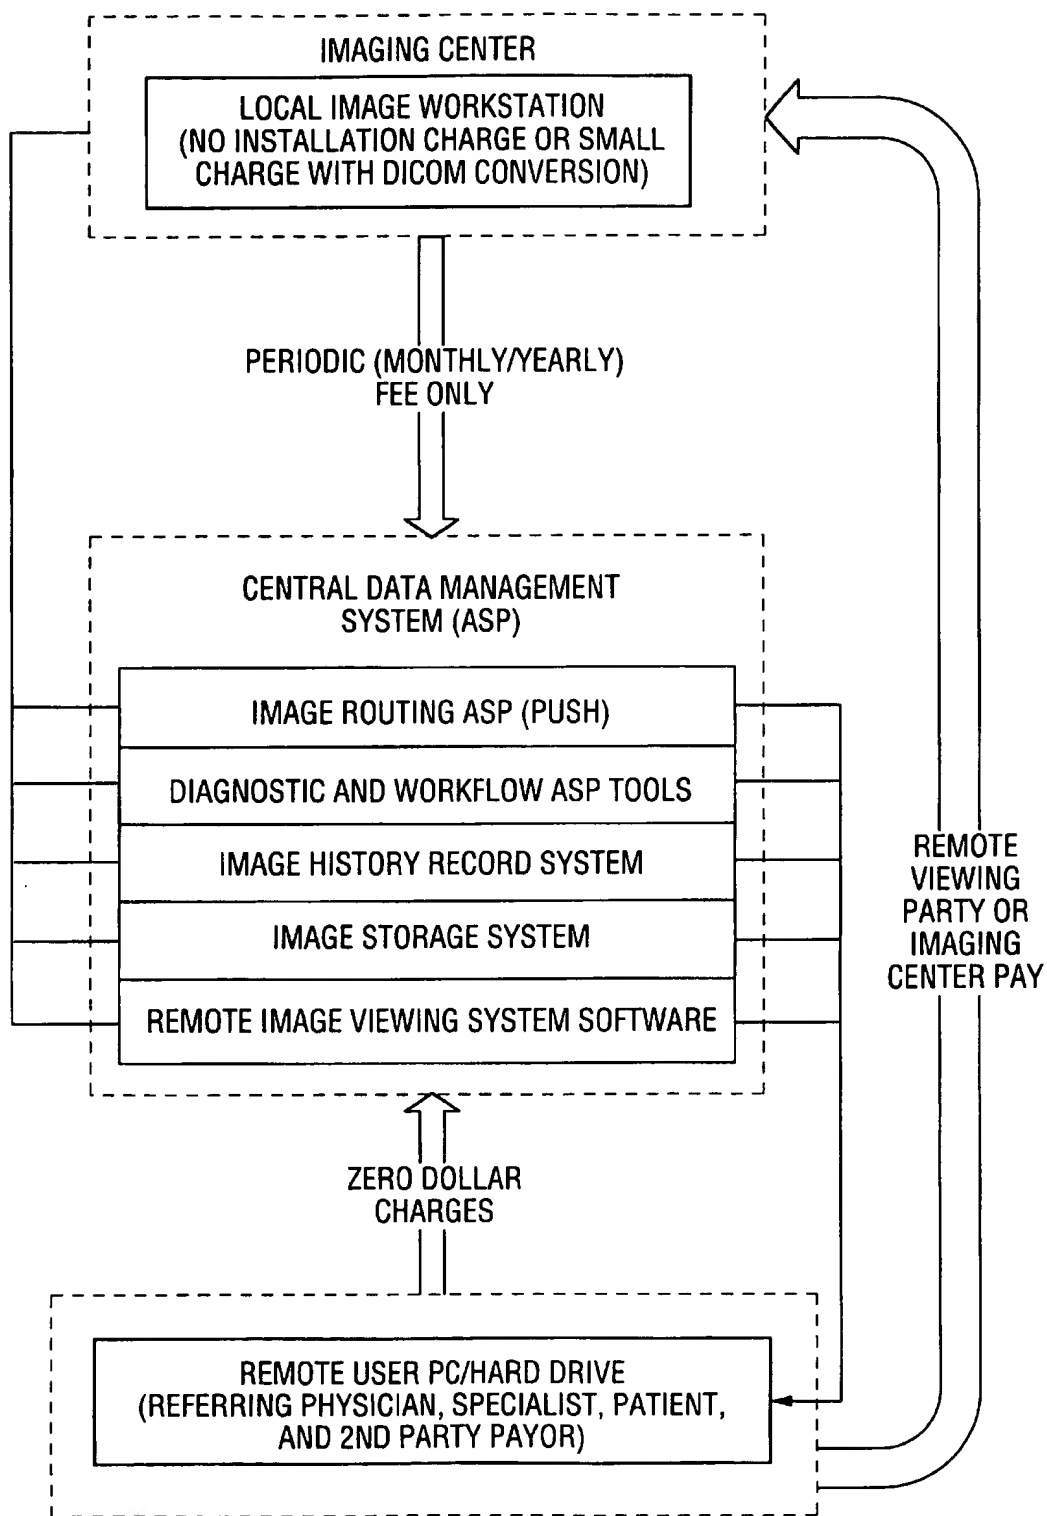 IMAGING CENTER
LOCAL IMAGE WORKSTATION
(NO INSTALLATION CHARGE OR SMALL
CHARGE WITH DICOM CONVERSION)
PERIODIC (MONTHLY/YEARLY)
FEE ONLY
CENTRAL DATA MANAGEMENT
SYSTEM (ASP)
IMAGE ROUTING ASP (PUSH)
DIAGNOSTIC AND WORKFLOW ASP TOOLS
IMAGE HISTORY RECORD SYSTEM
IMAGE STORAGE SYSTEM
REMOTE IMAGE VIEWING SYSTEM SOFTWARE
REMOTE
VIEWING
PARTY OR
IMAGING
CENTER PAY
ZERO DOLLAR
CHARGES
REMOTE USER PC/HARD DRIVE
(REFERRING PHYSICIAN, SPECIALIST, PATIENT,
AND 2ND PARTY PAYOR)